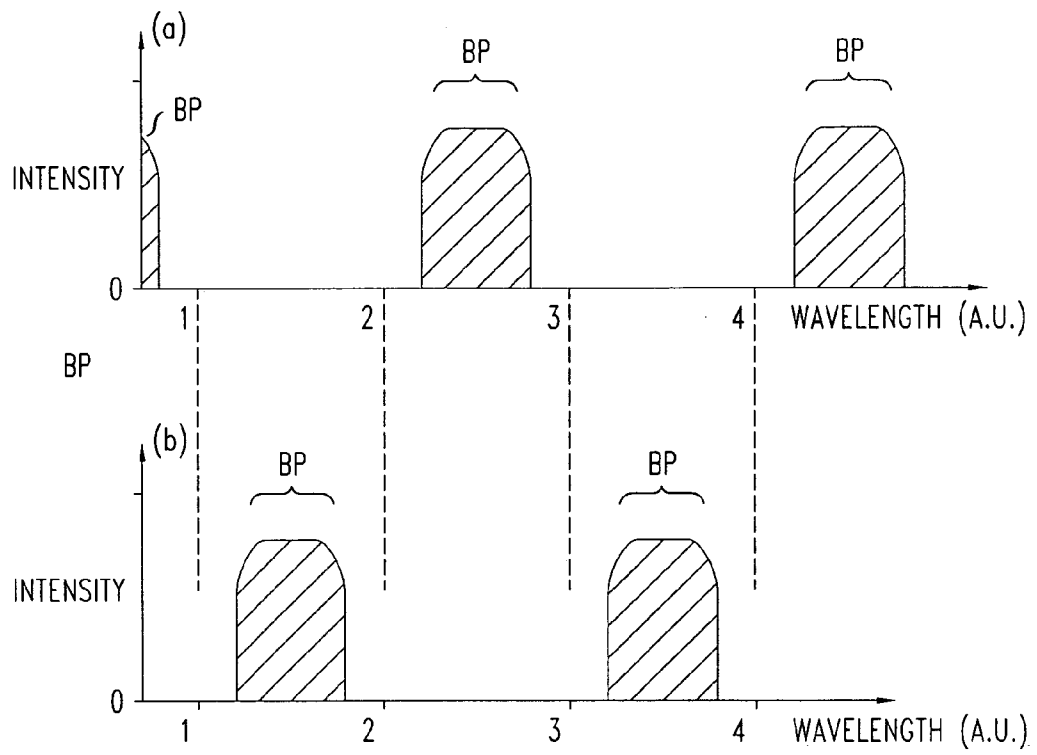 (a)
BP
BP
BP
INTENSITY
0
1 2 3 4 WAVELENGTH (A.U.)
BP
(b)
BP
BP
INTENSITY
0
1 2 3 4 WAVELENGTH (A.U.)